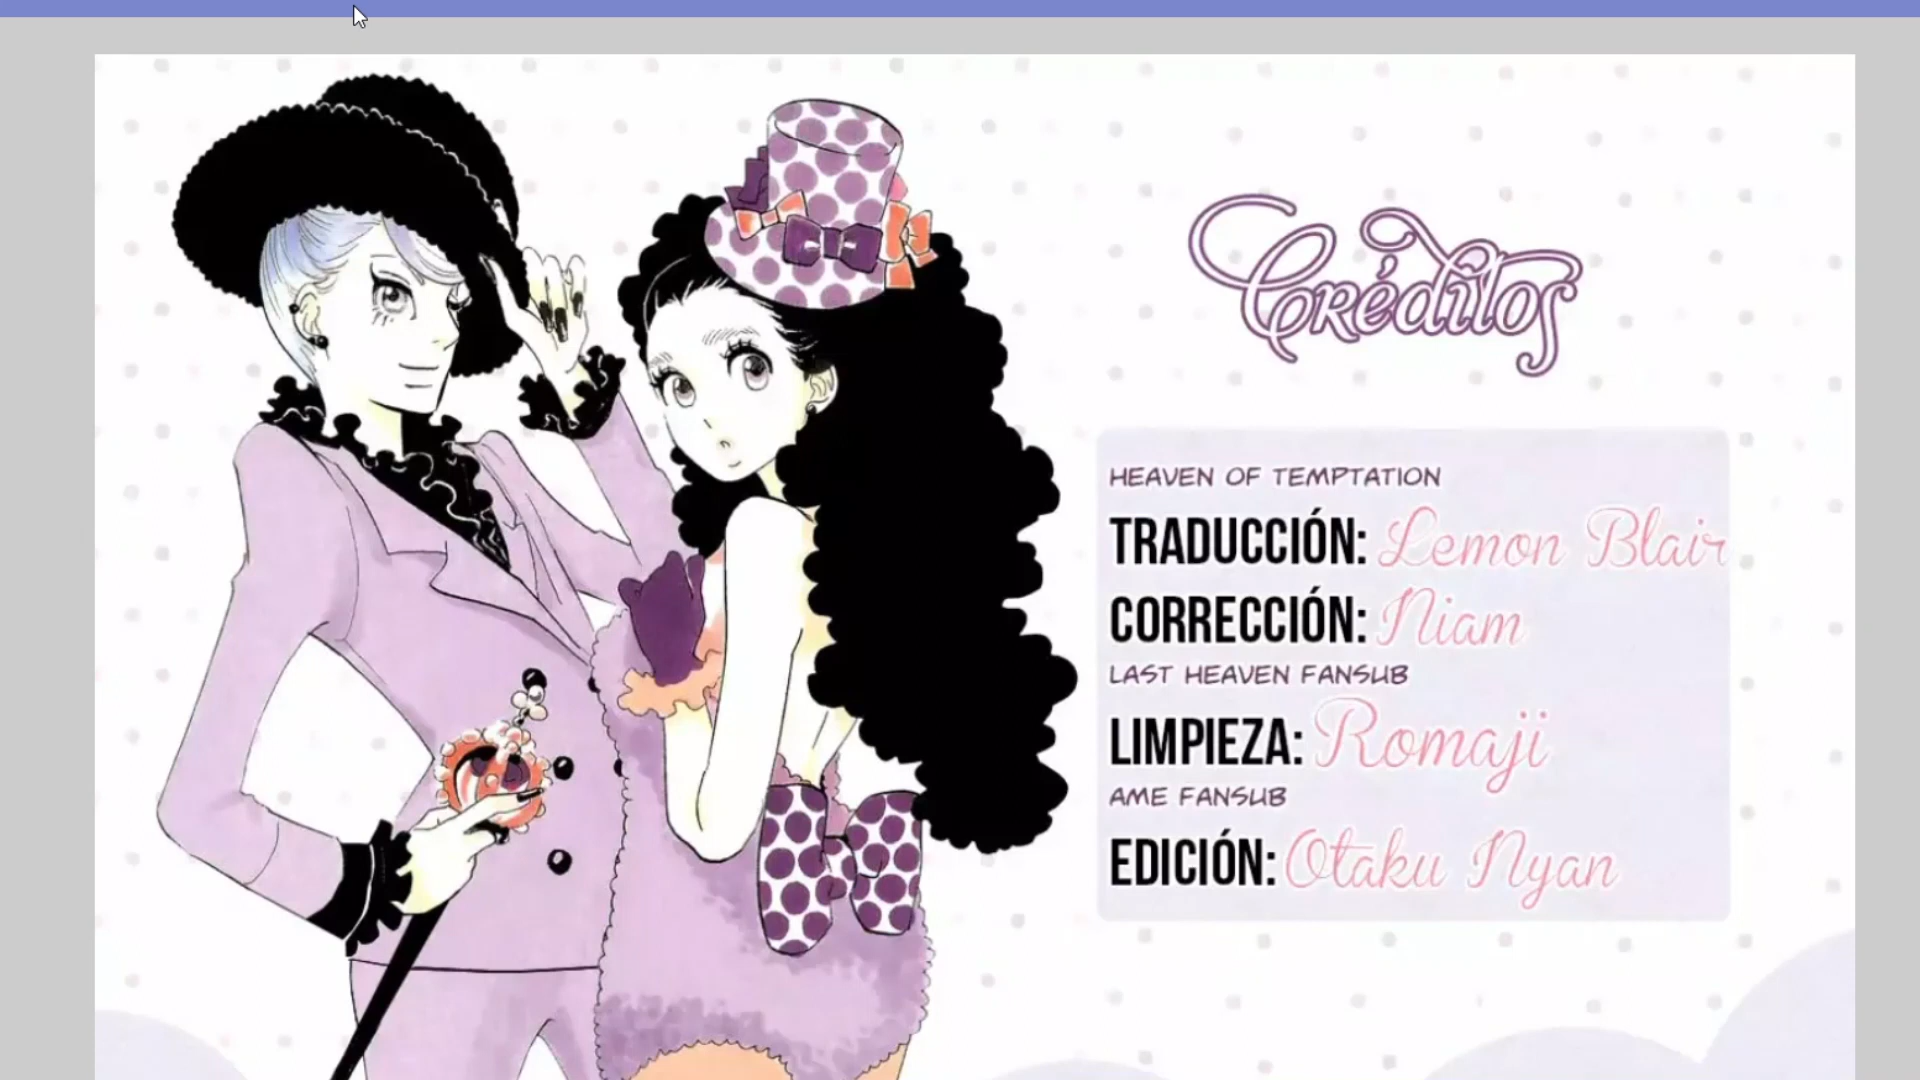 Créditos
HEAVEN OF TEMPTATION
TRADUCCIÓN: Lemon Blair
CORRECCIÓN: Niam
LAST HEAVEN FANSUB
LIMPIEZA: Romaji
AME FANSUB
EDICIÓN: Otaku Nyan